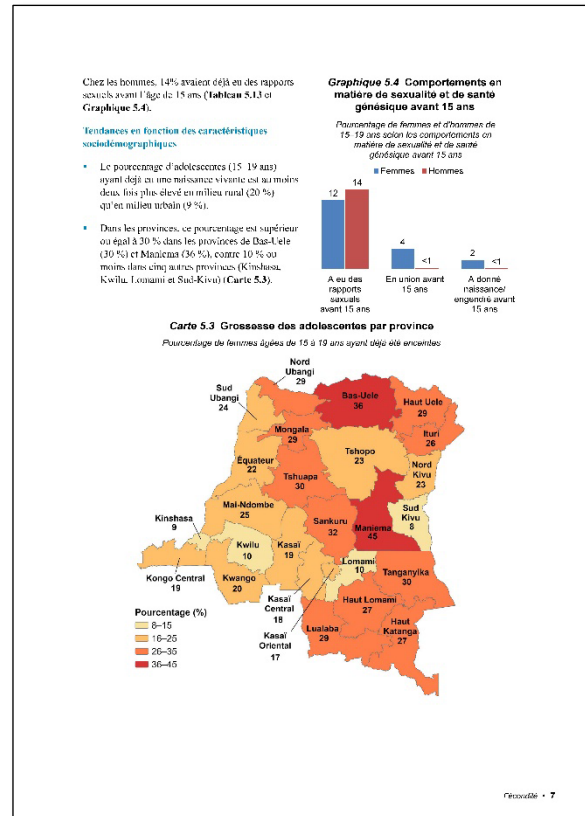 Chez les hommes, 14% avaient déjà eu des rapports
sexuels avant l'âge de 15 ans (Tableau 5.13 et
Graphique 5.4).
Tendances en fonction des caractéristiques
sociodémographiques
▪ Le pourcentage d'adolescentes (15 19 ans)
ayant déjà eu une naissance vivante est au moins
deux fois plus élevé en milieu rural (20 %)
qu'en milieu urbain (9 %).
▪ Dans les provinces, ce pourcentage est supérieur
ou égal à 30 % dans les provinces de Bas-Uele
(30 %) et Maniema (36 %), contre 10 % ou
moins dans cinq autres provinces (Kinshasa,
Kwilu, Lomami et Sud-Kivu) (Carte 5.3).
Graphique 5.4 Comportements en
matière de sexualité et de santé
génésique avant 15 ans
Pourcentage de femmes et d'hommes de
15–19 ans selon les comportements en
matière de sexualité et de santé
génésique avant 15 ans
Femmes Hommes
12 14
4 <1
2 <1
A eu des
rapports
sexuels
avant 15 ans
En union avant
15 ans
A donné
naissance/
engendré avant
15 ans
Carte 5.3 Grossesse des adolescentes par province
Pourcentage de femmes âgées de 15 à 19 ans ayant déjà été enceintes
Nord
Ubangi
29
Sud
Ubangi
24
Bas-Uele
36
Haut Uele
29
Ituri
26
Mongala
29
Tshopo
23
Nord
Kivu
23
Équateur
22
Tshuapa
30
Maï-Ndombe
25
Sud
Kivu
8
Sankuru
32
Maniema
45
Kinshasa
9
Kwilu
10
Kasaï
19
Lomami
10
Tanganyika
30
Kongo Central
19
Kwango
20
Kasaï
Central
18
Kasaï
Oriental
17
Haut Lomami
27
Lualaba
29
Haut
Katanga
27
Pourcentage (%)
8–15
16–25
26–35
36–45
Fécondité • 7